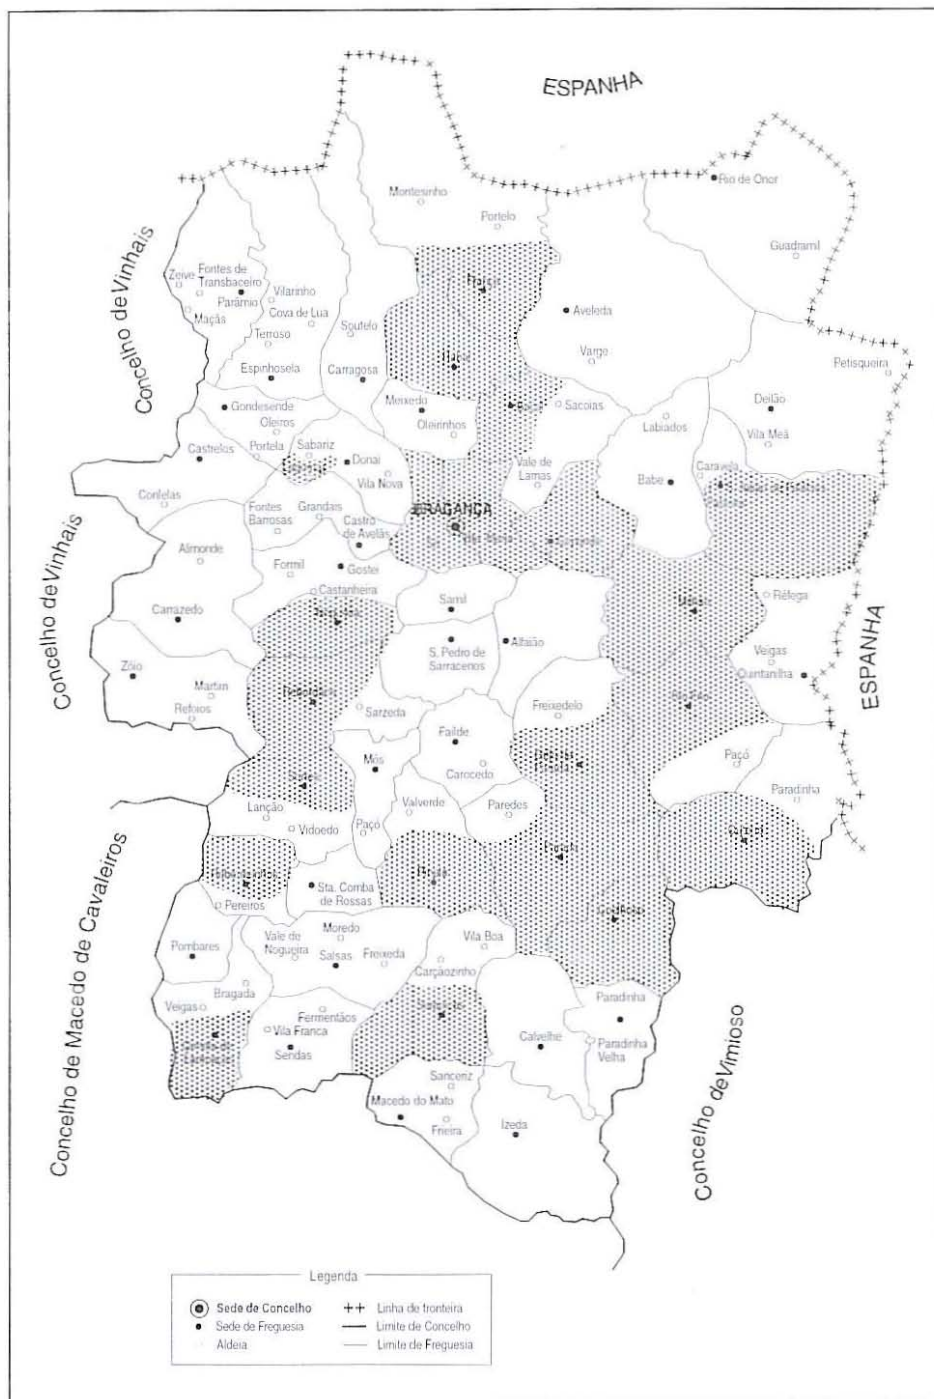 ESPANHA
Rio de Onor
Montesinho
Portelo
Guadramil
Concelho de Vinhais
Zeive
Fontes de
Transbaceiro
Parâmio
Vilarinho
Maçãs
Cova de Lua
França
Aveleda
Terroso
Soutelo
Varge
Petisqueira
Espinhosela
Carragosa
Gondesende
Meixedo
Sacoias
Deilão
Oleiros
Oleirinhos
Labiados
Vila Meã
Castrelos
Portela
Sabariz
Donai
Vila Nova
Vale de
Lamas
Babe
Caravela
Conlelas
Fontes
Barrosas
Grandais
Castro
de Avelãs
BRAGANÇA
Concelho de Vinhais
Alimonde
Formil
Gostei
Castanheira
Samil
Réfega
Carrazedo
S. Pedro de
Sarracenos
Alfaião
Veigas
Quintanilha
ESPANHA
Zóio
Martim
Refoios
Sarzeda
Freixedelo
Failde
Mós
Carocedo
Paçó
Lanção
Vidoedo
Paçó
Valverde
Paredes
Paradinha
Concelho de Macedo de Cavaleiros
Sta. Comba
de Rossas
Pereiros
Pombares
Vale de
Nogueira
Moredo
Salsas
Freixeda
Vila Boa
Carçãozinho
Bragada
Veigas
Fermentãos
Vila Franca
Sendas
Calvelhe
Paradinha
Paradinha
Velha
Concelho de Vimioso
Sancenz
Macedo do Mato
Frieira
Izeda
Legenda
Sede de Concelho
Linha de fronteira
Sede de Freguesia
Limite de Concelho
Aldeia
Limite de Freguesia